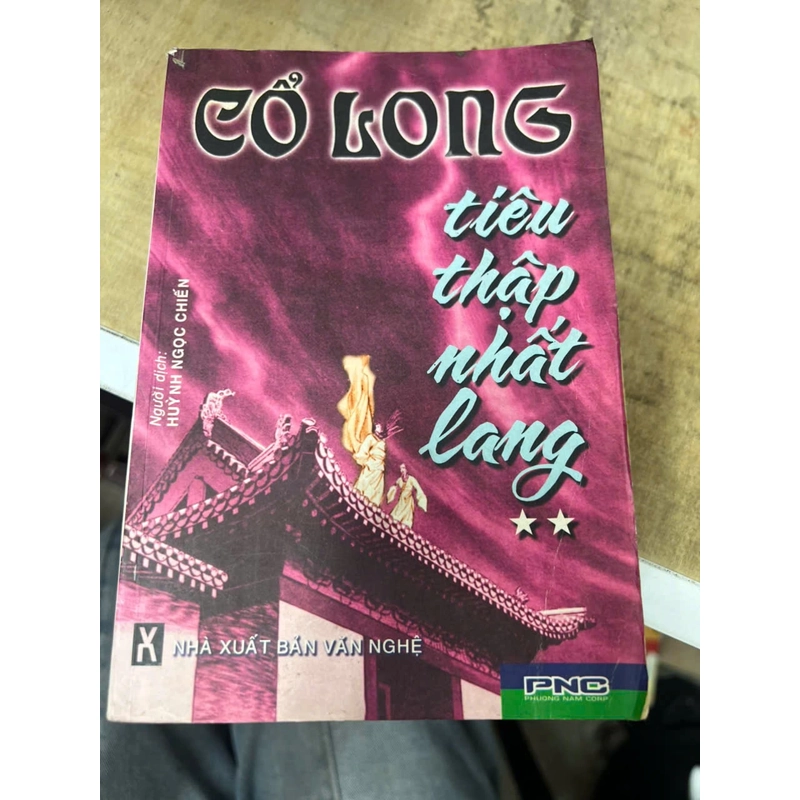 CỔ LONG
tiêu
thập
nhất
lang
Người dịch:
HUỲNH NGỌC CHIẾN
NHÀ XUẤT BẢN VĂN NGHỆ
PNC
PHUONG NAM CORP